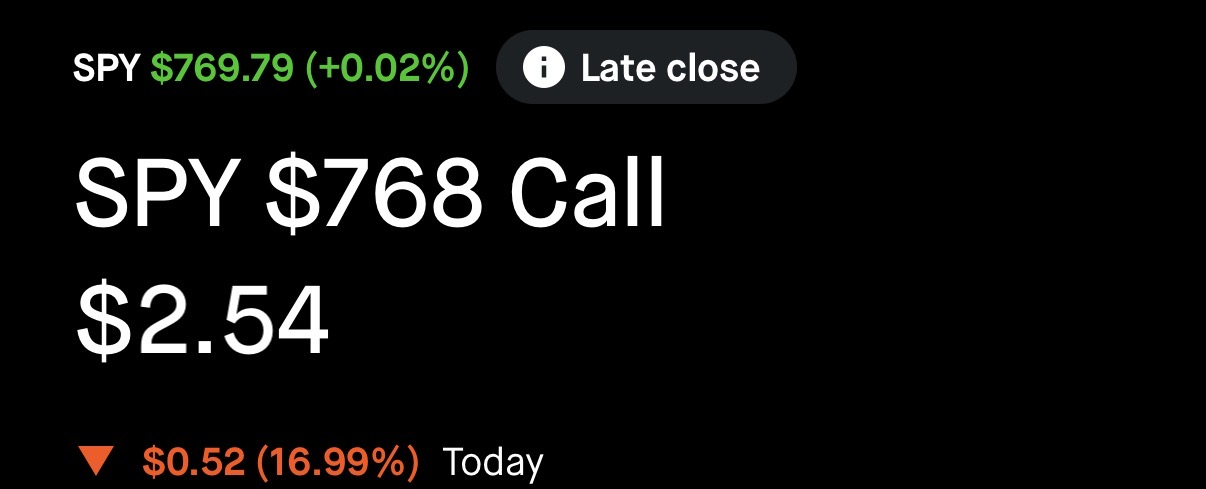 SPY $769.79 (+0.02%) i Late close
SPY $768 Call
$2.54
▼ $0.52 (16.99%) Today